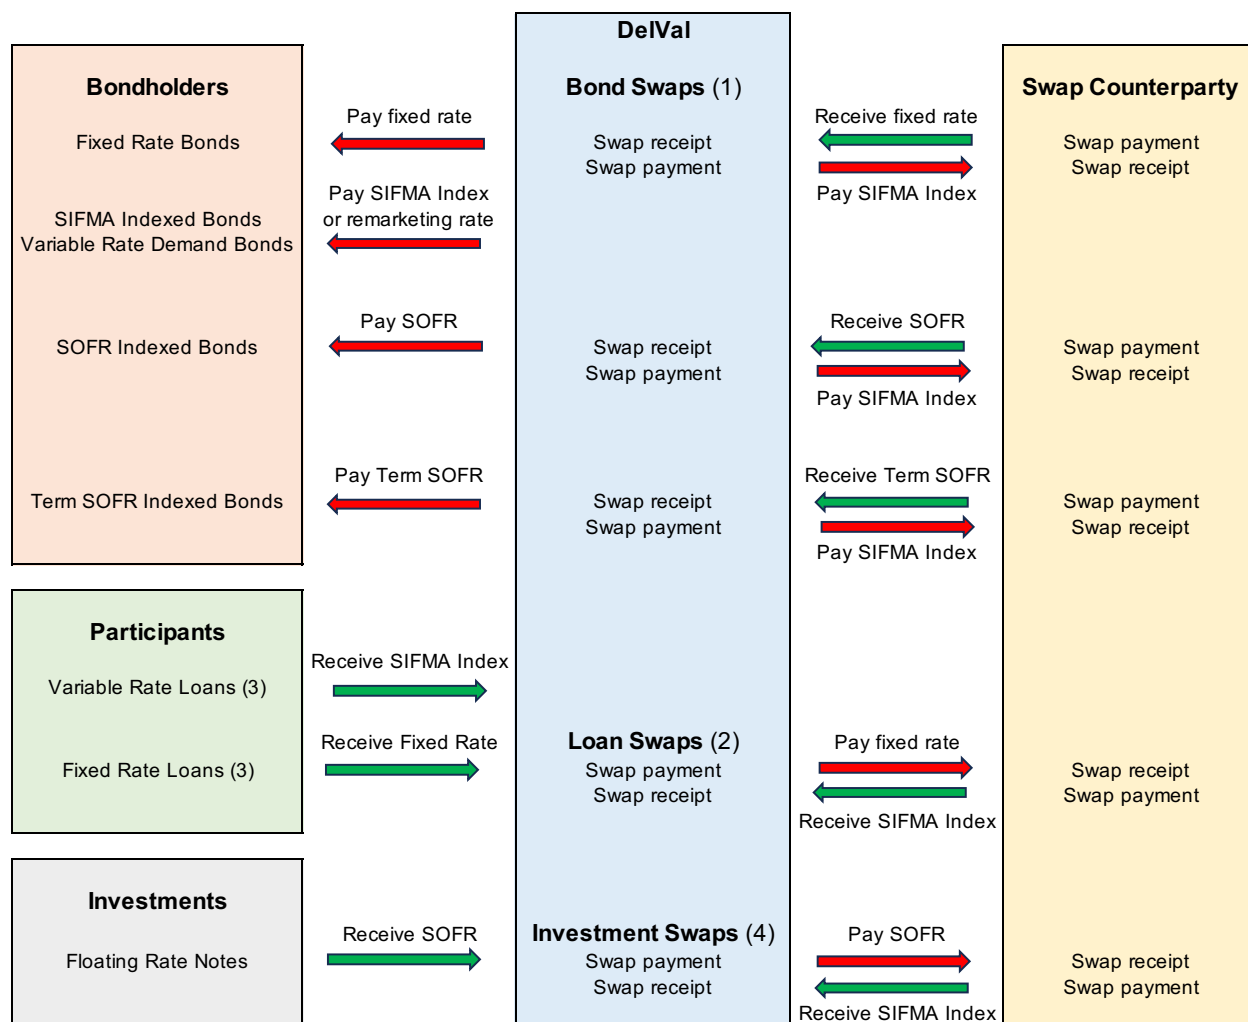 DelVal
Bondholders
Bond Swaps (1)
Swap Counterparty
Pay fixed rate
Receive fixed rate
Fixed Rate Bonds
Swap receipt
Swap payment
Swap payment
Swap receipt
Pay SIFMA Index
Pay SIFMA Index
or remarketing rate
SIFMA Indexed Bonds
Variable Rate Demand Bonds
Pay SOFR
Receive SOFR
SOFR Indexed Bonds
Swap receipt
Swap payment
Swap payment
Swap receipt
Pay SIFMA Index
Pay Term SOFR
Receive Term SOFR
Term SOFR Indexed Bonds
Swap receipt
Swap payment
Swap payment
Swap receipt
Pay SIFMA Index
Participants
Receive SIFMA Index
Variable Rate Loans (3)
Receive Fixed Rate
Loan Swaps (2)
Pay fixed rate
Fixed Rate Loans (3)
Swap payment
Swap receipt
Swap receipt
Swap payment
Receive SIFMA Index
Investments
Receive SOFR
Investment Swaps (4)
Pay SOFR
Floating Rate Notes
Swap payment
Swap receipt
Swap receipt
Swap payment
Receive SIFMA Index